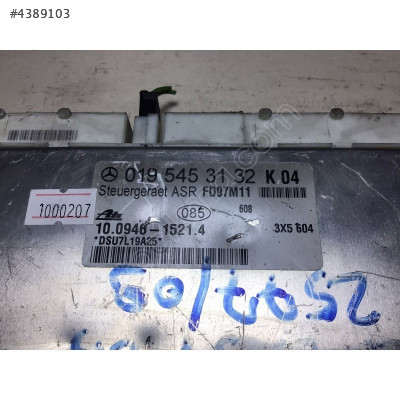 #4389103
019 545 31 32 K 04
Steuergeraet ASR FD97M11
1000207
085
608
Ate
10.0946-1521.4
3X5 604
*DSU7L19A25*